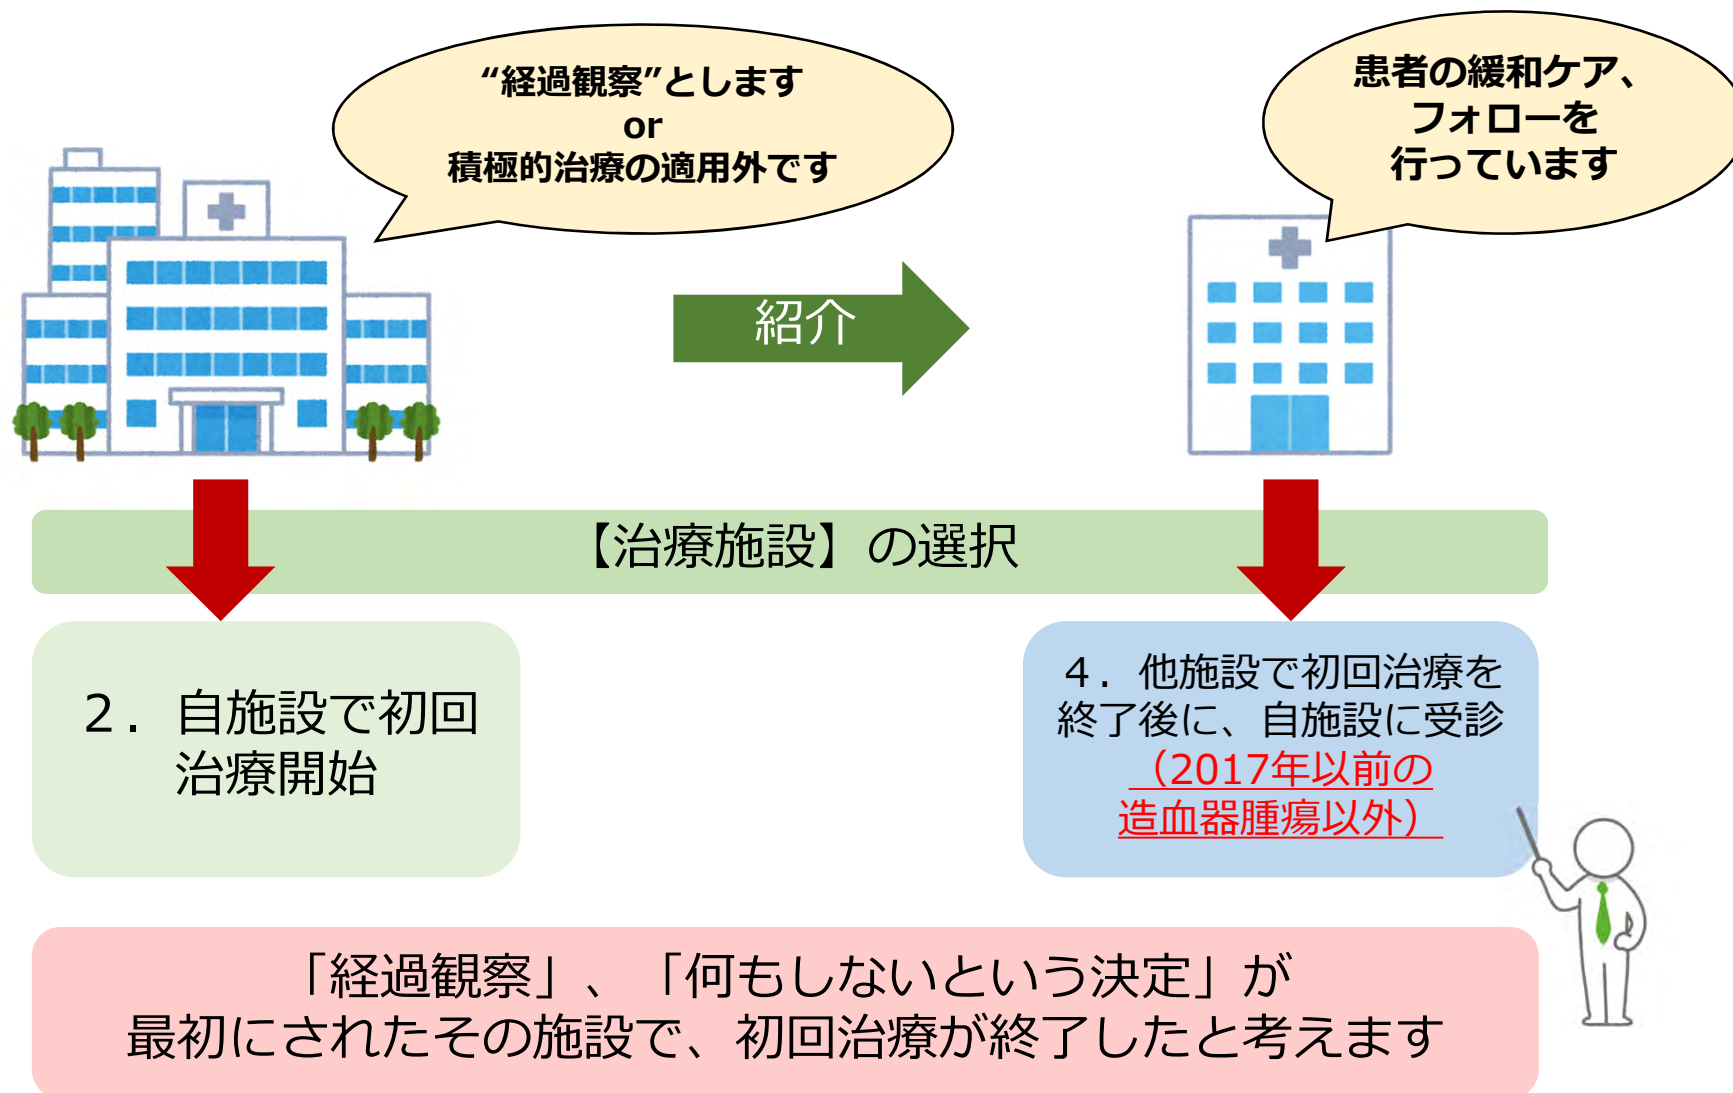 “経過観察”とします
or
積極的治療の適用外です
患者の緩和ケア、
フォローを
行っています
紹介
【治療施設】の選択
２．自施設で初回
治療開始
４．他施設で初回治療を
終了後に、自施設に受診
（2017年以前の
造血器腫瘍以外）
「経過観察」、「何もしないという決定」が
最初にされたその施設で、初回治療が終了したと考えます